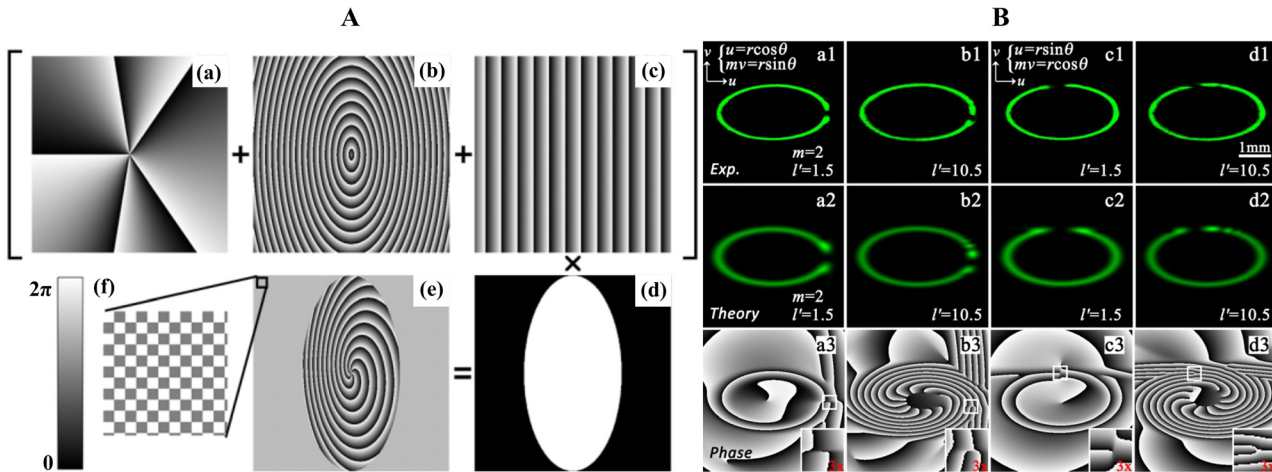 A
B
(a)
(b)
(c)
+
+
×
2π
(f)
(e)
(d)
=
0
v
u
{u=rcosθ
{mv=rsinθ
a1
m=2
Exp.
l'=1.5
b1
l'=10.5
v
u
{u=rsinθ
{mv=rcosθ
c1
l'=1.5
d1
1mm
l'=10.5
a2
m=2
Theory
l'=1.5
b2
l'=10.5
c2
l'=1.5
d2
l'=10.5
a3
Phase
3x
b3
3x
c3
3x
d3
3x